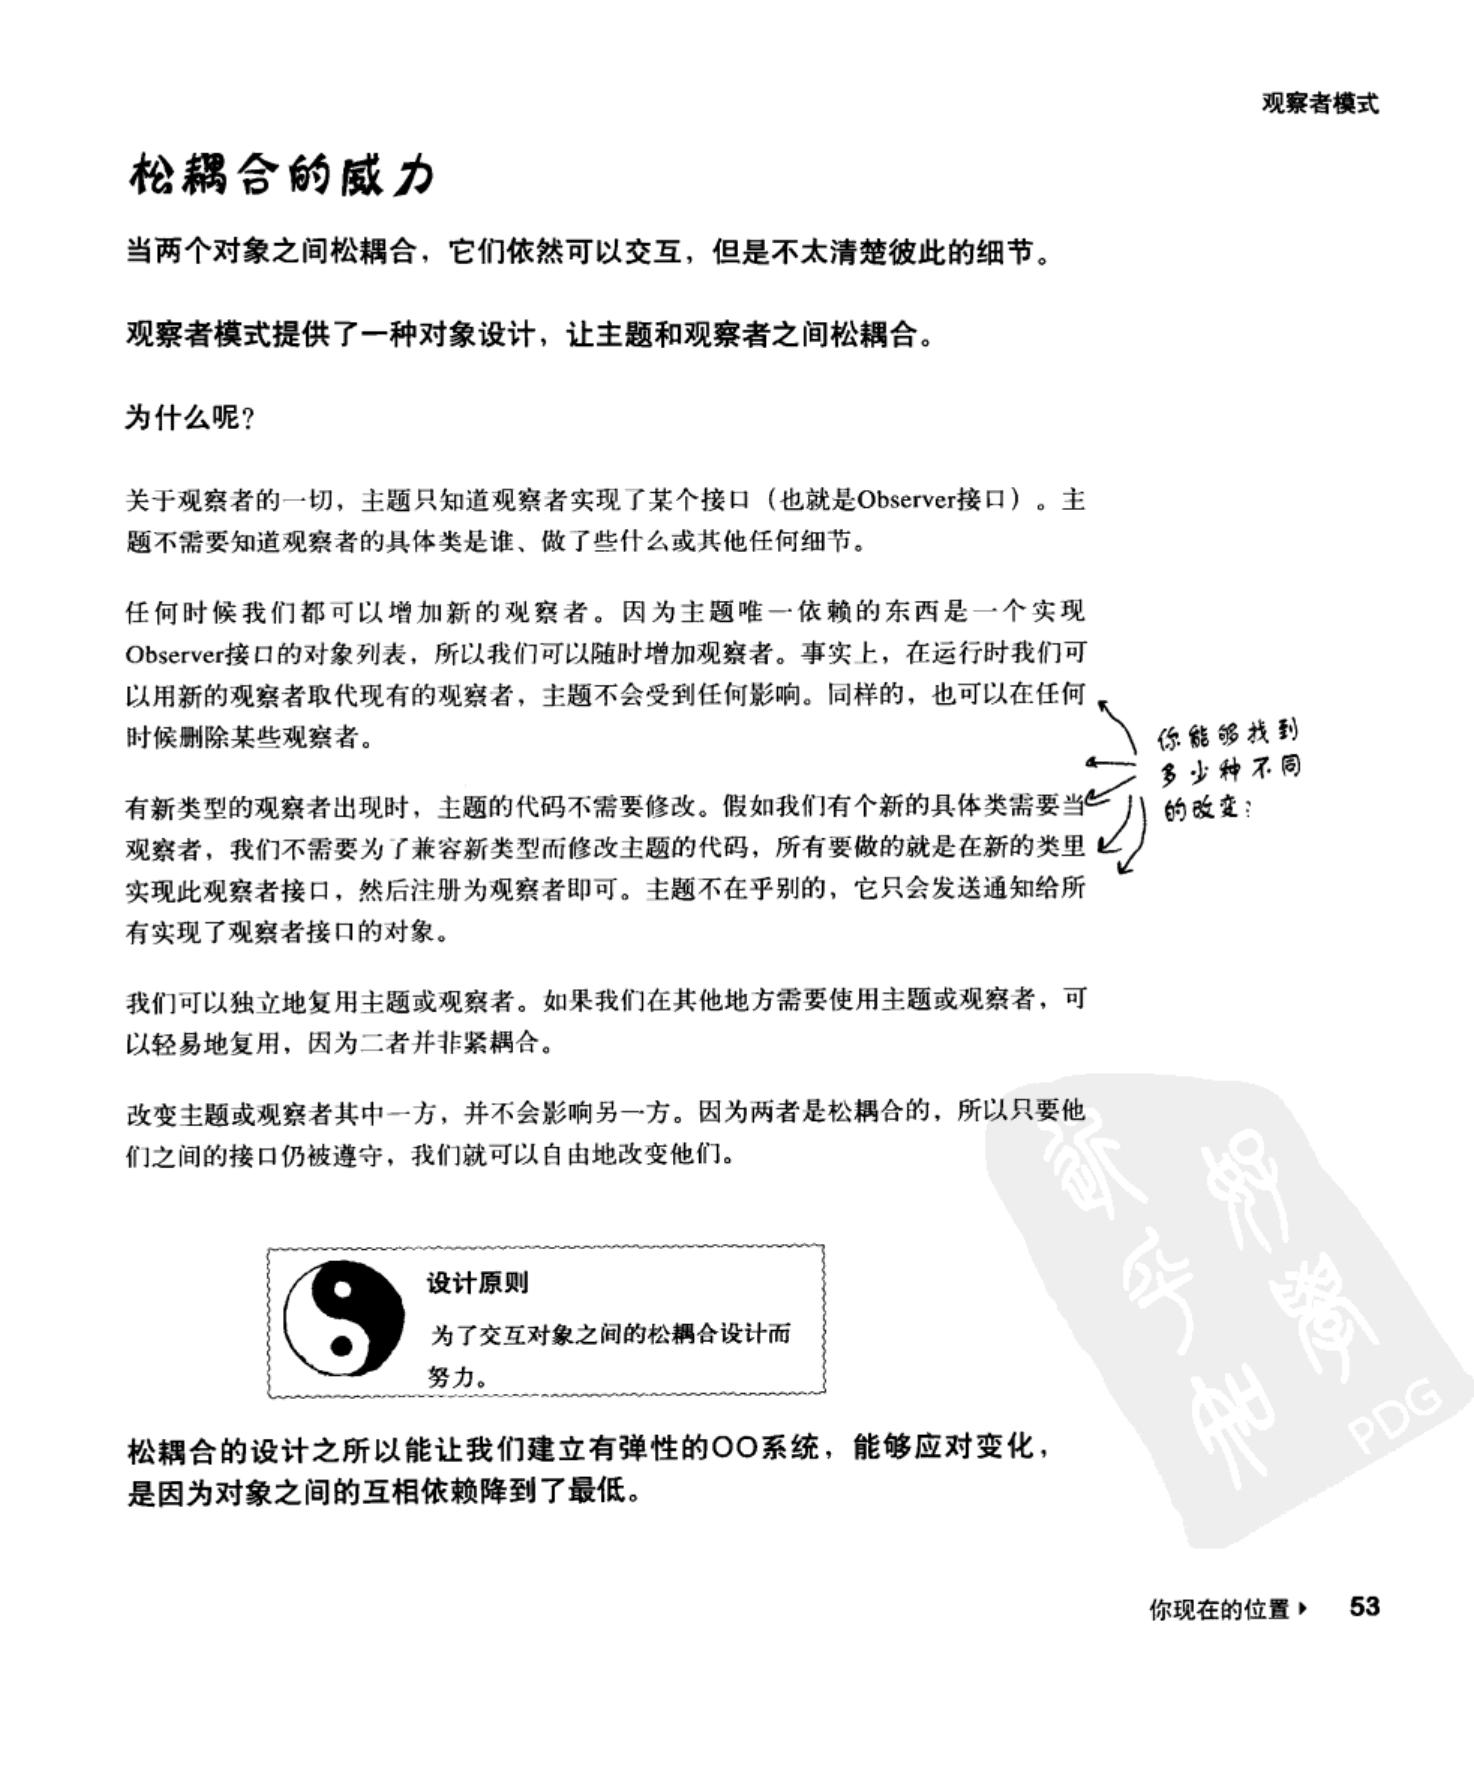 观察者模式
松耦合的威力
当两个对象之间松耦合，它们依然可以交互，但是不太清楚彼此的细节。
观察者模式提供了一种对象设计，让主题和观察者之间松耦合。
为什么呢？
关于观察者的一切，主题只知道观察者实现了某个接口（也就是Observer接口）。主
题不需要知道观察者的具体类是谁、做了些什么或其他任何细节。
任何时候我们都可以增加新的观察者。因为主题唯一依赖的东西是一个实现
Observer接口的对象列表，所以我们可以随时增加观察者。事实上，在运行时我们可
以用新的观察者取代现有的观察者，主题不会受到任何影响。同样的，也可以在任何
时候删除某些观察者。
你能够找到
多少种不同
的改变？
有新类型的观察者出现时，主题的代码不需要修改。假如我们有个新的具体类需要当
观察者，我们不需要为了兼容新类型而修改主题的代码，所有要做的就是在新的类里
实现此观察者接口，然后注册为观察者即可。主题不在乎别的，它只会发送通知给所
有实现了观察者接口的对象。
我们可以独立地复用主题或观察者。如果我们在其他地方需要使用主题或观察者，可
以轻易地复用，因为二者并非紧耦合。
改变主题或观察者其中一方，并不会影响另一方。因为两者是松耦合的，所以只要他
们之间的接口仍被遵守，我们就可以自由地改变他们。
设计原则
为了交互对象之间的松耦合设计而
努力。
松耦合的设计之所以能让我们建立有弹性的OO系统，能够应对变化，
是因为对象之间的互相依赖降到了最低。
PDG
你现在的位置▸ 53